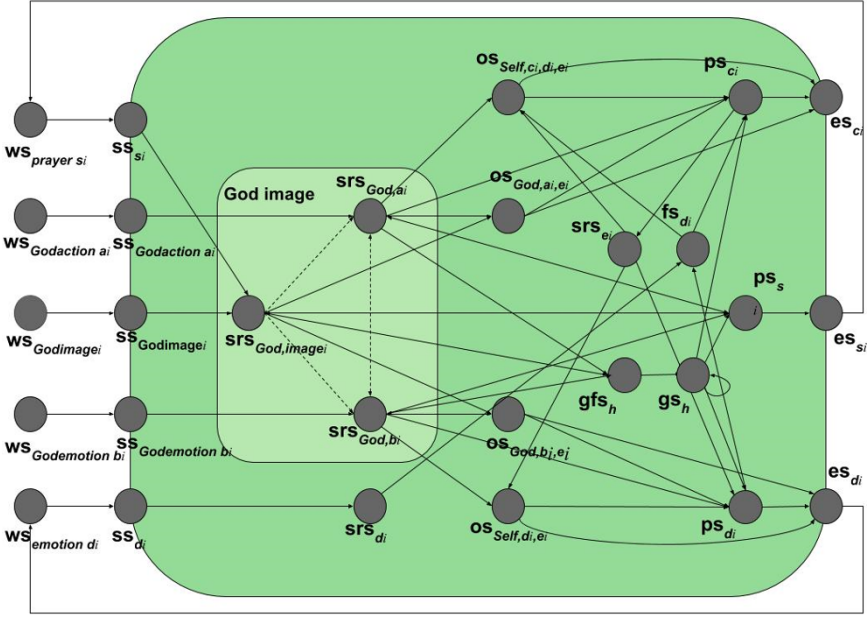 os_Self,ci,di,ei
ps_ci
es_ci
ws_prayer si
ss_si
God image
srs_God,ai
os_God,ai,ei
ws_Godaction ai
ss_Godaction ai
srs_ei
fs_di
ps_s
i
es_si
ws_Godimagei
ss_Godimagei
srs_God,imagei
gfs_h
gs_h
ws_Godemotion bi
ss_Godemotion bi
srs_God,bi
os_God,bi,ei
es_di
ws_emotion di
ss_di
srs_di
os_Self,di,ei
ps_di